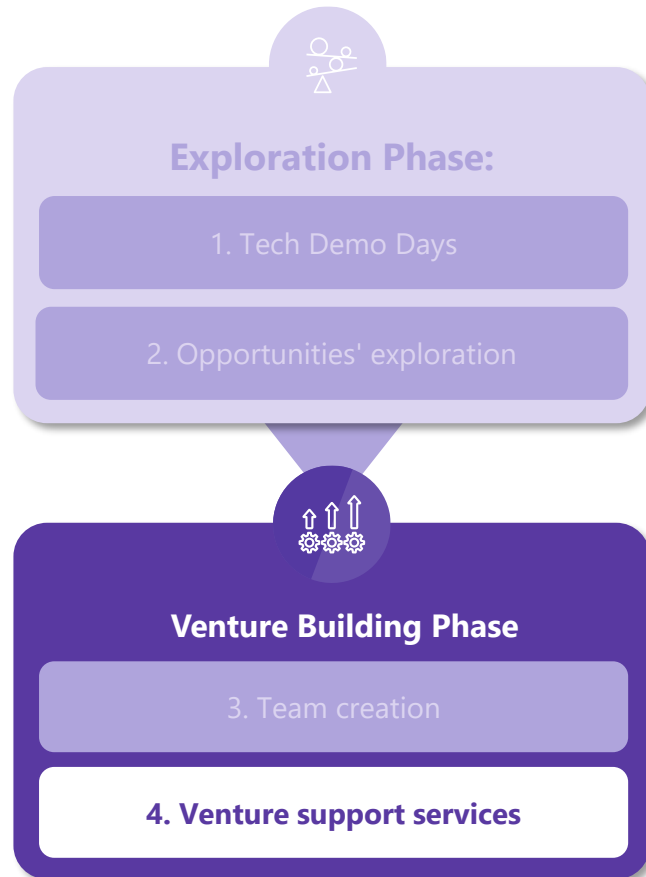 Exploration Phase:
1. Tech Demo Days
2. Opportunities' exploration
Venture Building Phase
3. Team creation
4. Venture support services